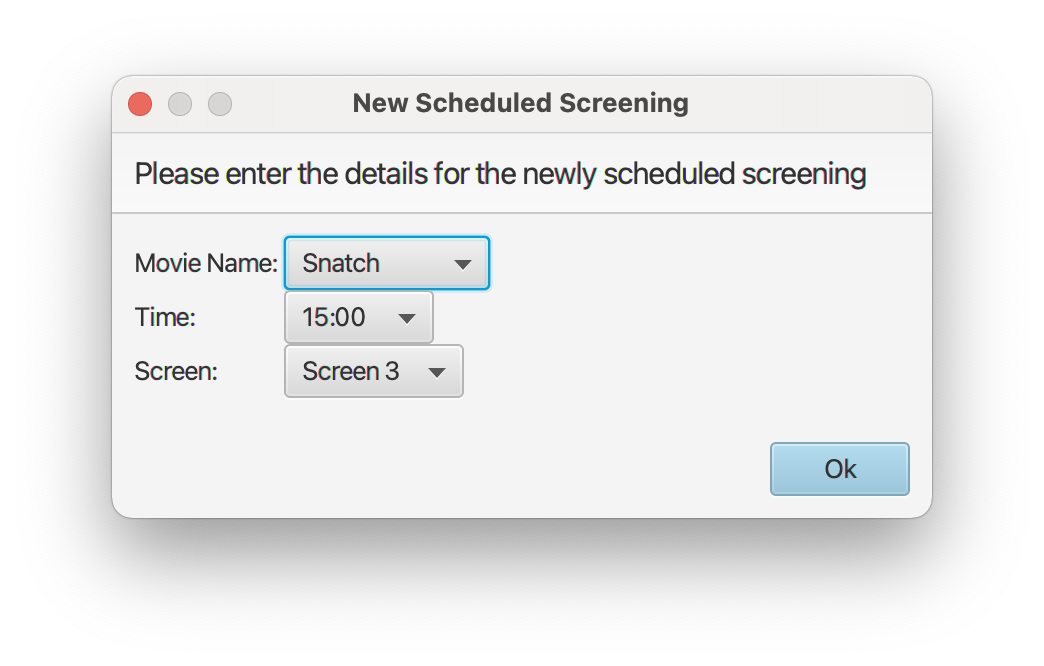 New Scheduled Screening
Please enter the details for the newly scheduled screening
Movie Name: Snatch
Time: 15:00
Screen: Screen 3
Ok